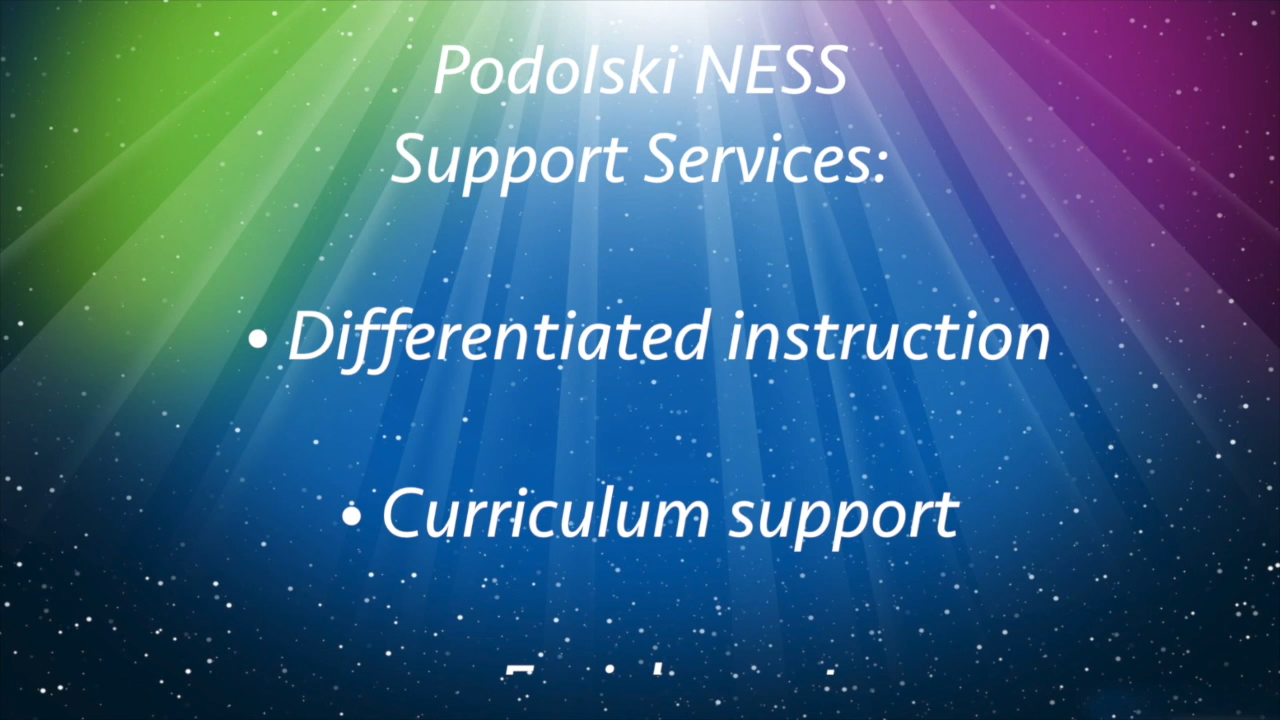 Podolski NESS
Support Services:
• Differentiated instruction
• Curriculum support